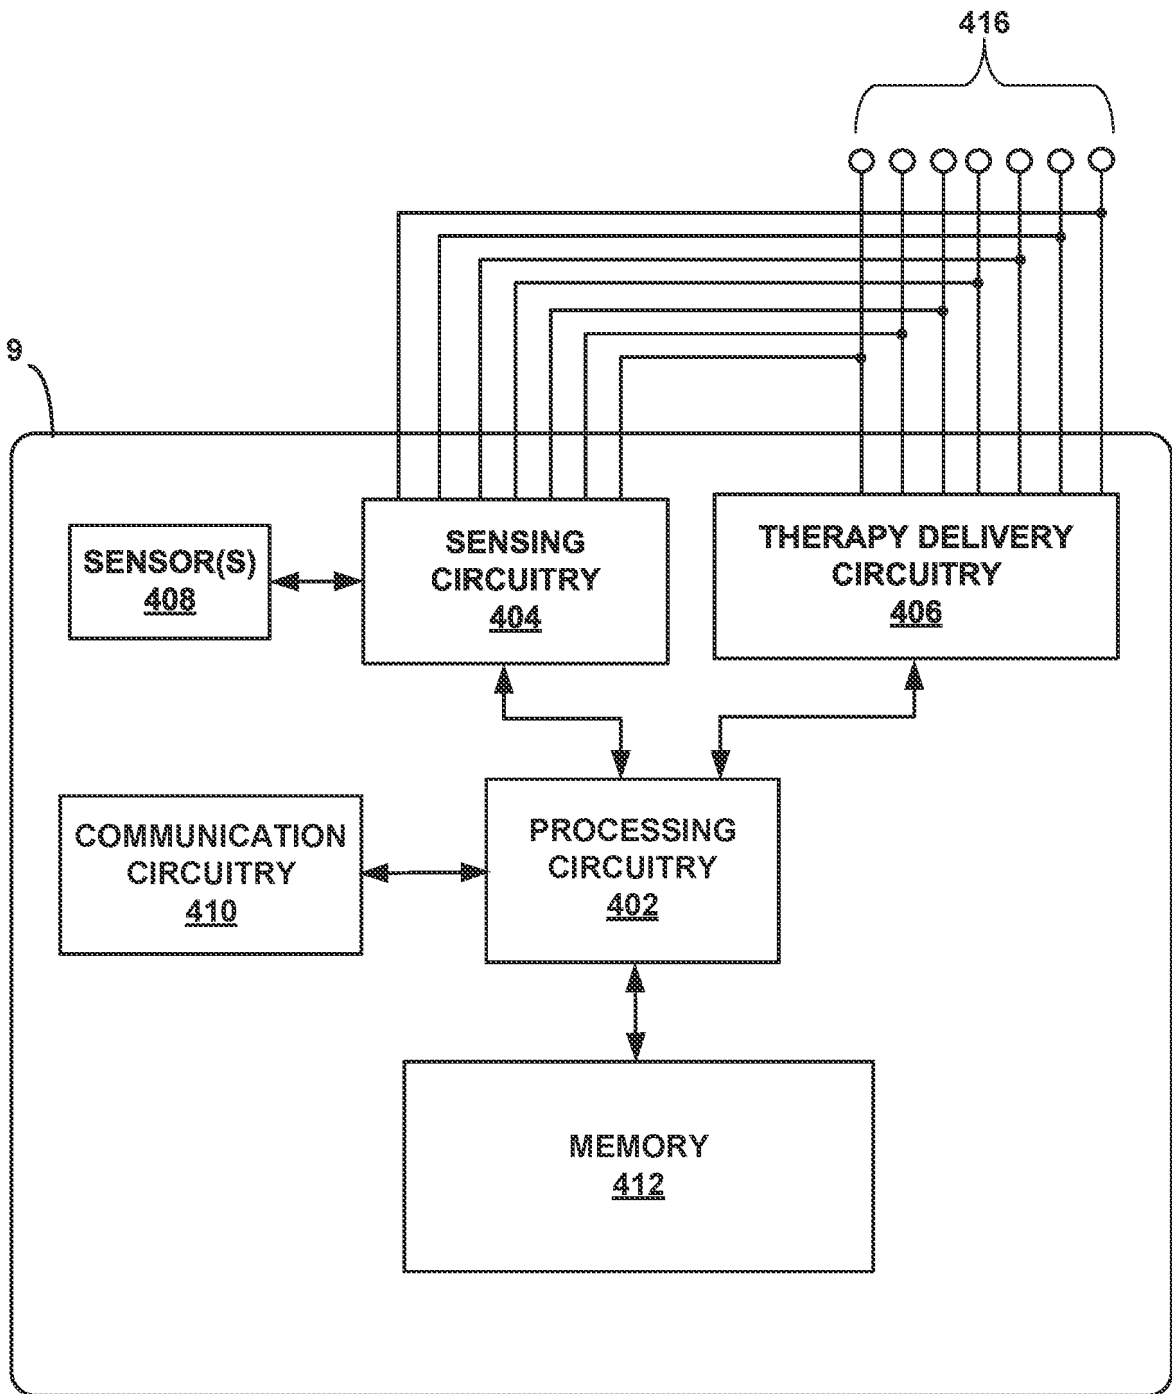 416
9
SENSOR(S)
408
SENSING
CIRCUITRY
404
THERAPY DELIVERY
CIRCUITRY
406
COMMUNICATION
CIRCUITRY
410
PROCESSING
CIRCUITRY
402
MEMORY
412